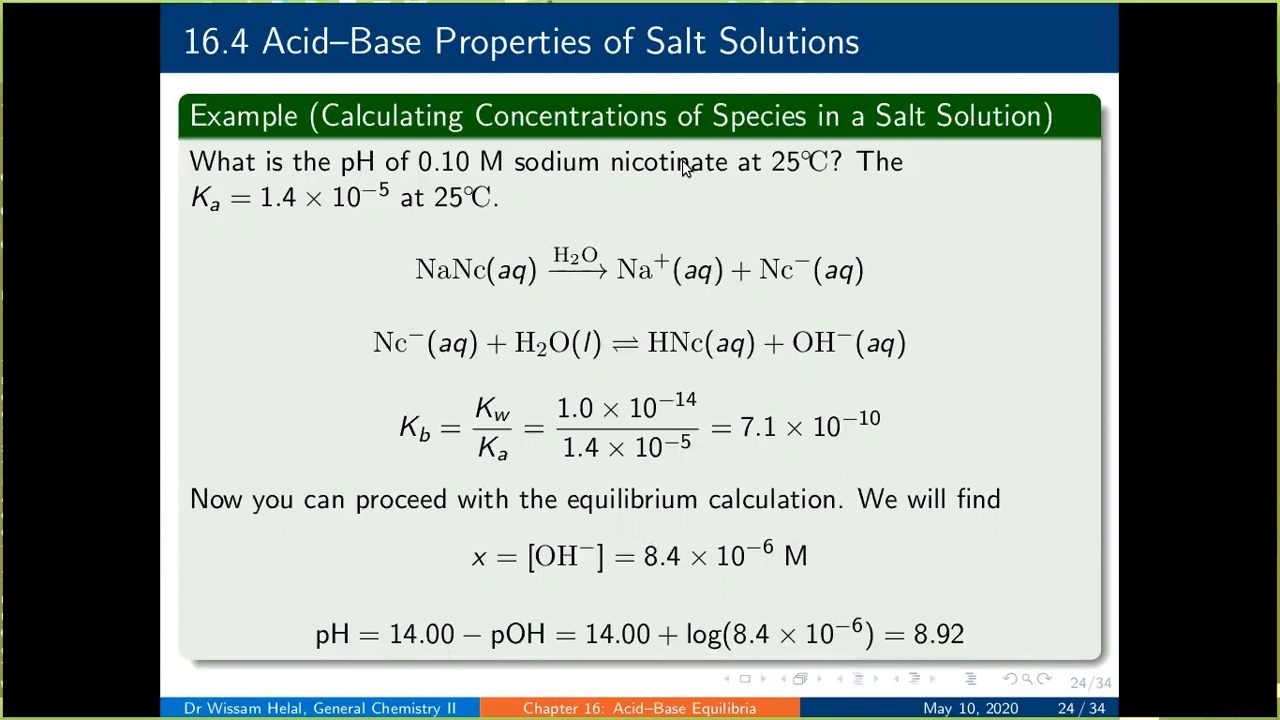 16.4 Acid–Base Properties of Salt Solutions
Example (Calculating Concentrations of Species in a Salt Solution)
What is the pH of 0.10 M sodium nicotinate at 25℃? The
Kₐ = 1.4 × 10⁻⁵ at 25℃.
NaNc(aq) —H₂O→ Na⁺(aq) + Nc⁻(aq)
Nc⁻(aq) + H₂O(l) ⇌ HNc(aq) + OH⁻(aq)
K_b = K_w/K_a = (1.0 × 10⁻¹⁴)/(1.4 × 10⁻⁵) = 7.1 × 10⁻¹⁰
Now you can proceed with the equilibrium calculation. We will find
x = [OH⁻] = 8.4 × 10⁻⁶ M
pH = 14.00 − pOH = 14.00 + log(8.4 × 10⁻⁶) = 8.92
24/34
Dr Wissam Helal, General Chemistry II Chapter 16: Acid–Base Equilibria May 10, 2020 24 / 34